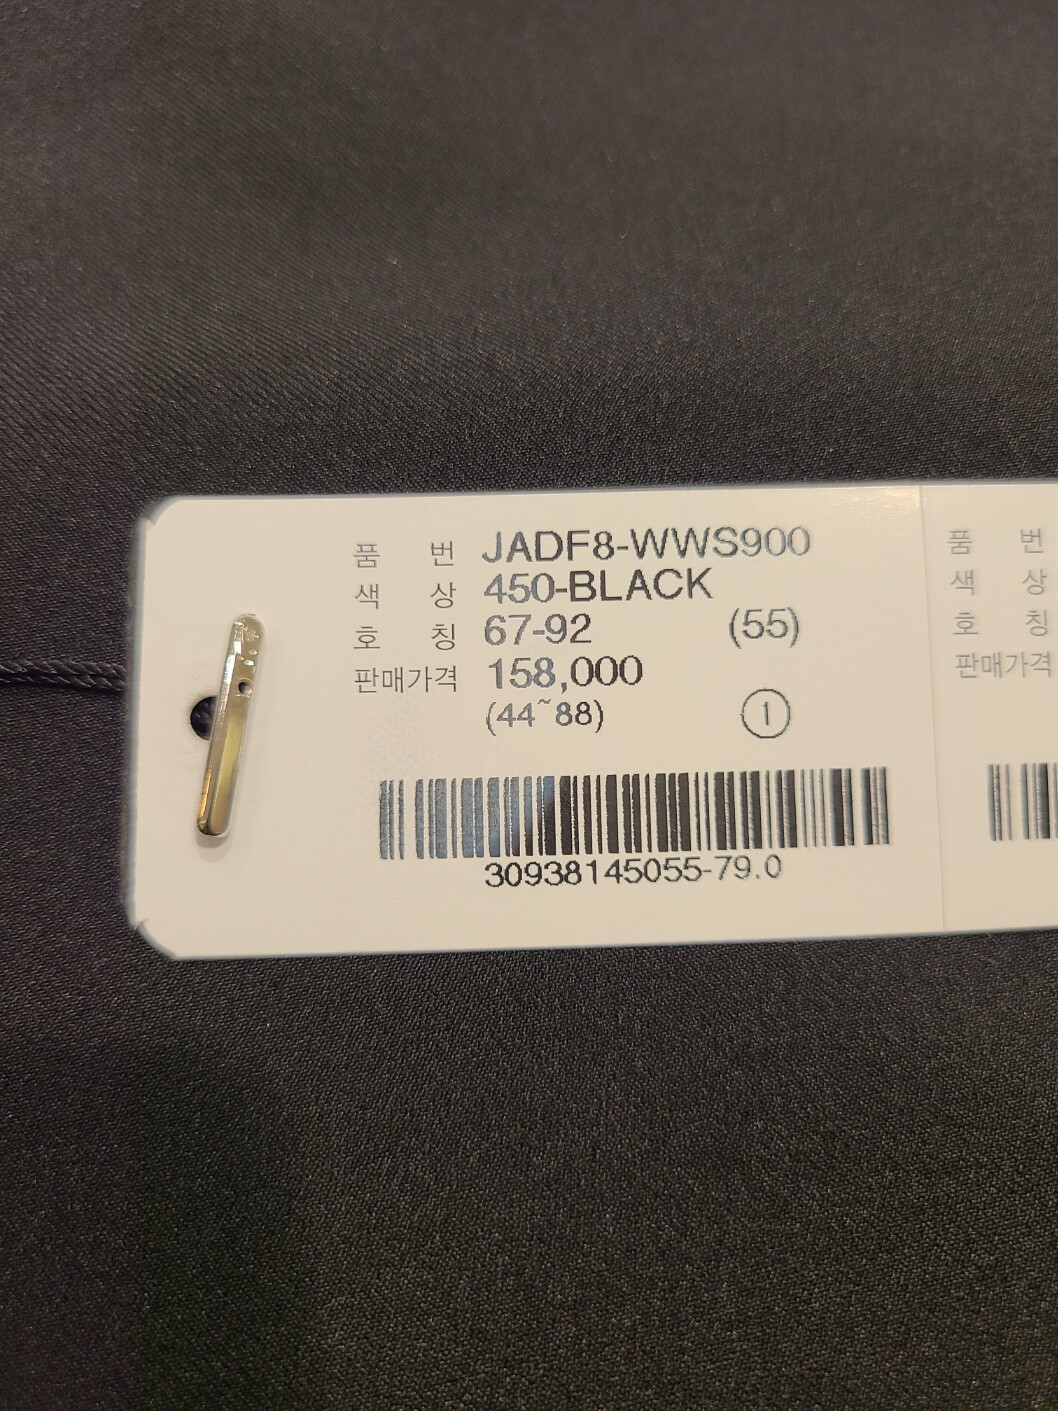 품 번 JADF8-WWS900
색 상 450-BLACK
호 칭 67-92 (55)
판매가격 158,000
(44~88) ①
30938145055-79.0
품 번
색 상
호 칭
판매가격